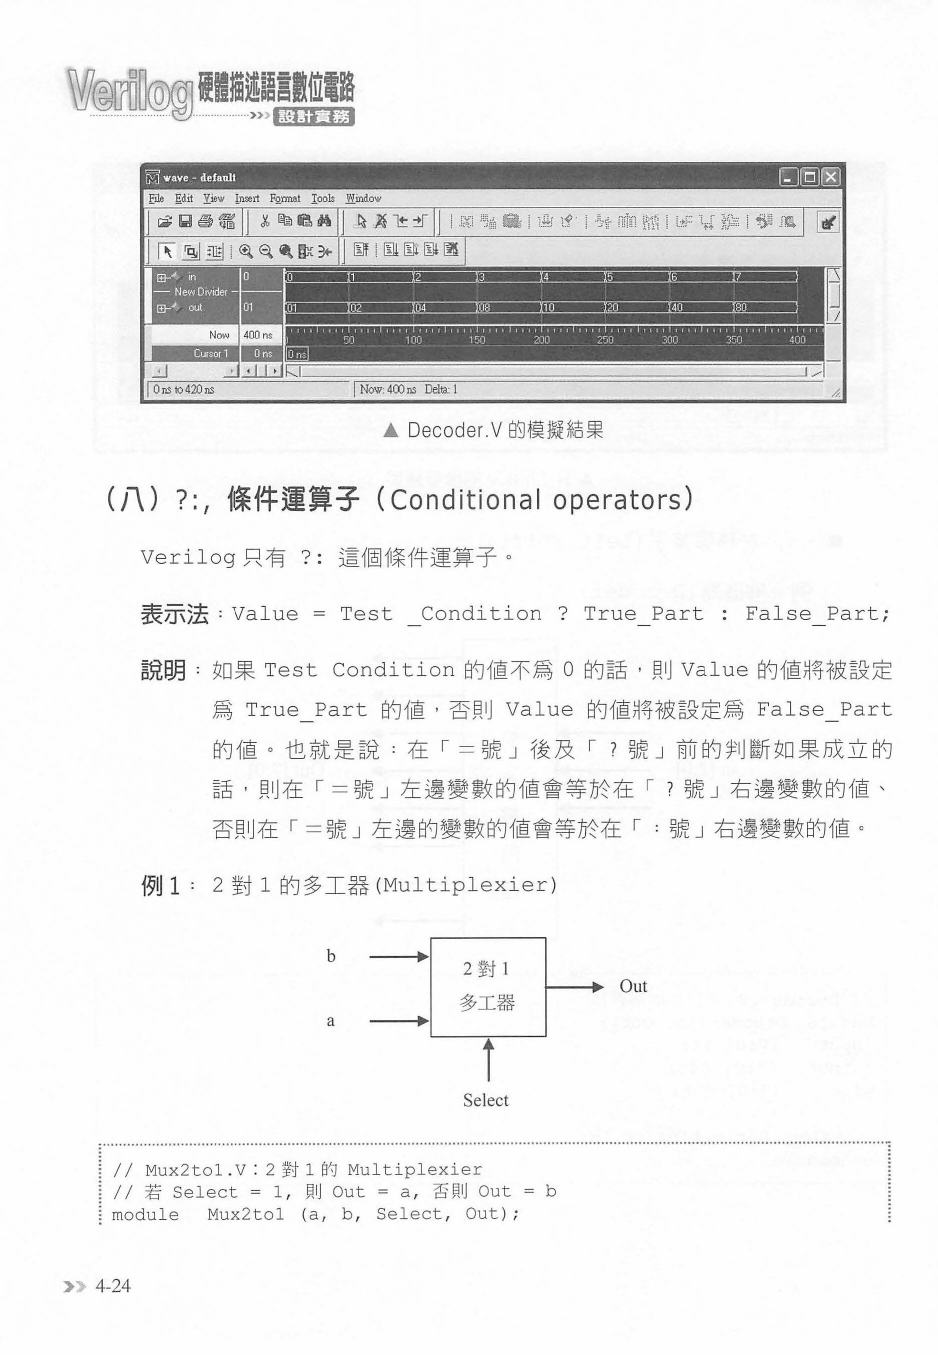 Verilog 硬體描述語言數位電路
設計實務
wave - default
File Edit View Insert Format Tools Window
in 0 0 1 2 3 4 5 6 7
New Divider
out 01 01 02 04 08 10 20 40 80
Now 400 ns 50 100 150 200 250 300 350 400
Cursor 1 0 ns 0 ns
0 ns to 420 ns Now: 400 ns Delta: 1
▲ Decoder.V 的模擬結果
（八）?:, 條件運算子（Conditional operators）
Verilog 只有 ?: 這個條件運算子。
表示法：Value = Test _Condition ? True_Part : False_Part;
說明：如果 Test Condition 的值不為 0 的話，則 Value 的值將被設定
為 True_Part 的值，否則 Value 的值將被設定為 False_Part
的值。也就是說：在「＝號」後及「？號」前的判斷如果成立的
話，則在「＝號」左邊變數的值會等於在「？號」右邊變數的值、
否則在「＝號」左邊的變數的值會等於在「：號」右邊變數的值。
例 1： 2 對 1 的多工器(Multiplexier)
b
2 對 1
多工器
Out
a
Select
// Mux2to1.V：2 對 1 的 Multiplexier
// 若 Select = 1, 則 Out = a, 否則 Out = b
module Mux2to1 (a, b, Select, Out);
4-24